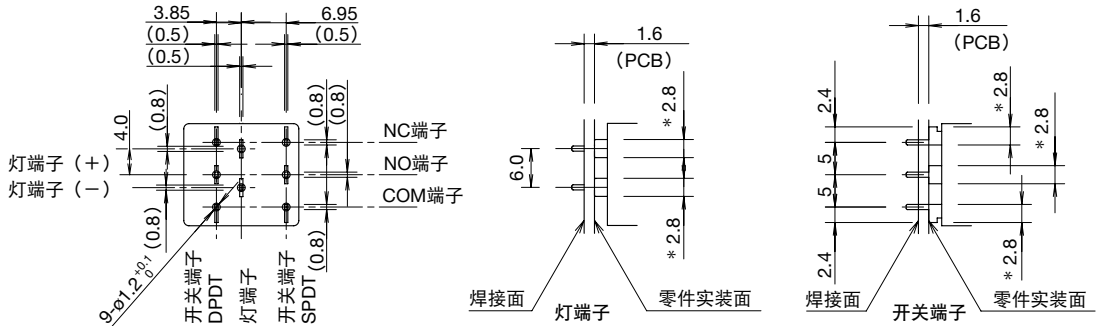 3.85
6.95
(0.5)
(0.5)
(0.5)
(0.8)
(0.8)
(0.8)
4.0
NC端子
灯端子（＋）
NO端子
灯端子（－）
COM端子
(0.8)
(0.8)
9-ø1.2 +0.1 0
开关端子
DPDT
灯端子
开关端子
SPDT
1.6
(PCB)
* 2.8
6.0
* 2.8
焊接面
灯端子
零件实装面
1.6
(PCB)
2.4
* 2.8
* 2.8
5
5
2.4
* 2.8
焊接面
开关端子
零件实装面